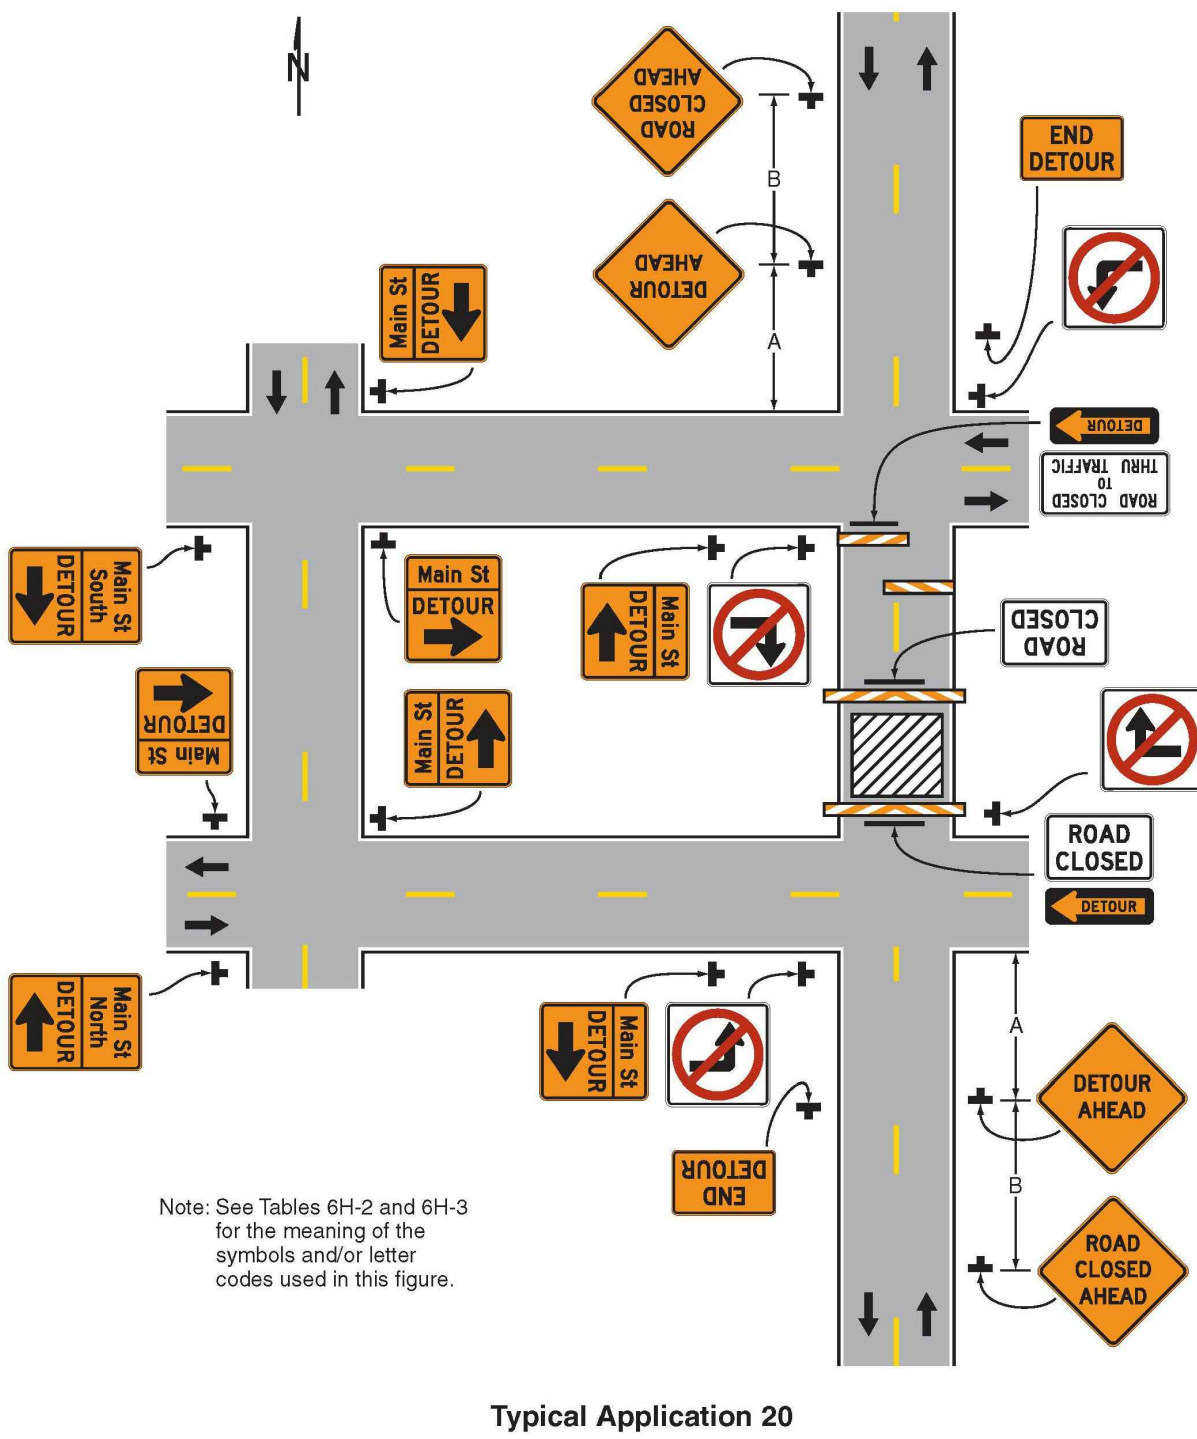 N
ROAD
CLOSED
AHEAD
B
END
DETOUR
DETOUR
AHEAD
Main St
DETOUR
A
DETOUR
ROAD CLOSED
TO
THRU TRAFFIC
Main St
South
DETOUR
Main St
DETOUR
Main St
DETOUR
ROAD
CLOSED
Main St
DETOUR
Main St
DETOUR
ROAD
CLOSED
DETOUR
Main St
North
DETOUR
Main St
DETOUR
A
DETOUR
AHEAD
END
DETOUR
B
ROAD
CLOSED
AHEAD
Note: See Tables 6H-2 and 6H-3
for the meaning of the
symbols and/or letter
codes used in this figure.
Typical Application 20